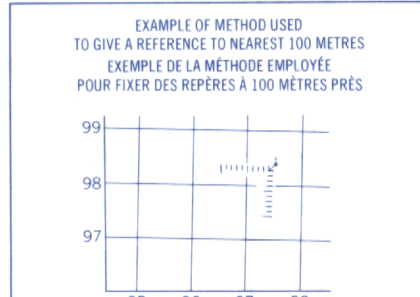 EXAMPLE OF METHOD USED
TO GIVE A REFERENCE TO NEAREST 100 METRES
EXEMPLE DE LA MÉTHODE EMPLOYÉE
POUR FIXER DES REPÈRES À 100 MÈTRES PRÈS
99
98
97